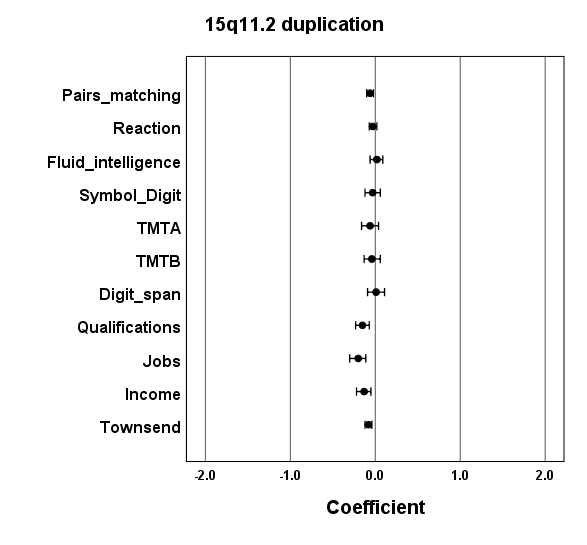 15q11.2 duplication
Pairs_matching
Reaction
Fluid_intelligence
Symbol_Digit
TMTA
TMTB
Digit_span
Qualifications
Jobs
Income
Townsend
-2.0 -1.0 0.0 1.0 2.0
Coefficient